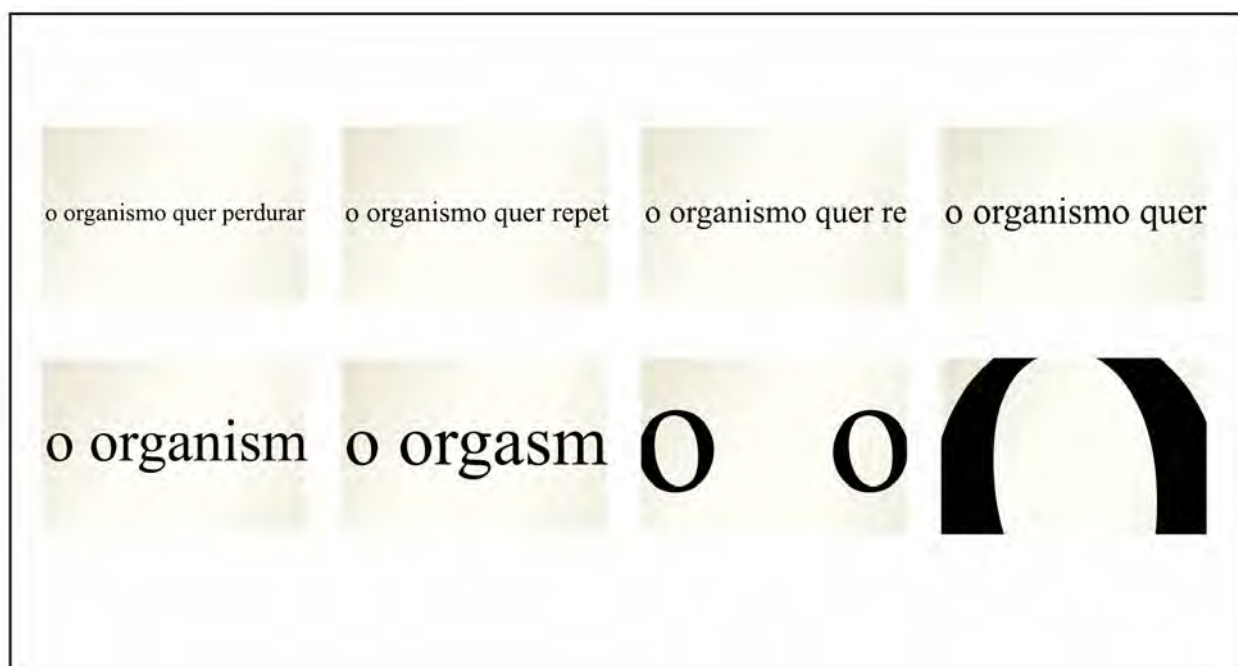 o organismo quer perdurar
o organismo quer repet
o organismo quer re
o organismo quer
o organism
o orgasm
o o